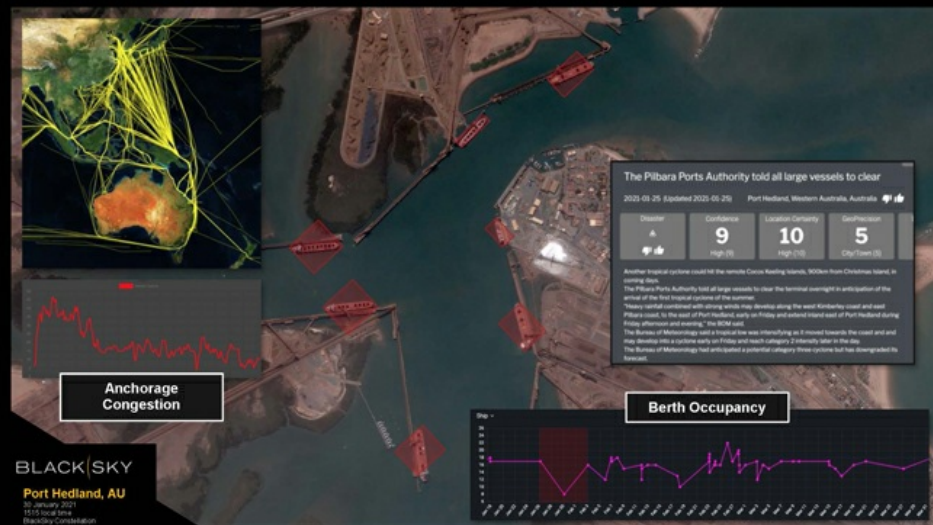 The Pilbara Ports Authority told all large vessels to clear
2021-01-25 (Updated 2021-01-25) Port Hedland, Western Australia, Australia
Disaster
Confidence
9
High (9)
Location Certainty
10
High (10)
GeoPrecision
5
City/Town (5)
Another tropical cyclone could hit the remote Cocos Keeling Islands, 900km from Christmas Island, in
coming days.
The Pilbara Ports Authority told all large vessels to clear the terminal overnight in anticipation of the
arrival of the first tropical cyclone of the summer.
"Heavy rainfall combined with strong winds may develop along the west Kimberley coast and east
Pilbara coast, to the east of Port Hedland, early on Friday and extend inland east of Port Hedland during
Friday afternoon and evening," the BOM said.
The Bureau of Meteorology said a tropical low was intensifying as it moved towards the coast and and
may develop into a cyclone early on Friday and reach category 2 intensity later in the day.
The Bureau of Meteorology had anticipated a potential category three cyclone but has downgraded its
forecast.
Anchorage
Congestion
Berth Occupancy
Ship
BLACKSKY
Port Hedland, AU
30 January 2021
1515 local time
BlackSky Constellation